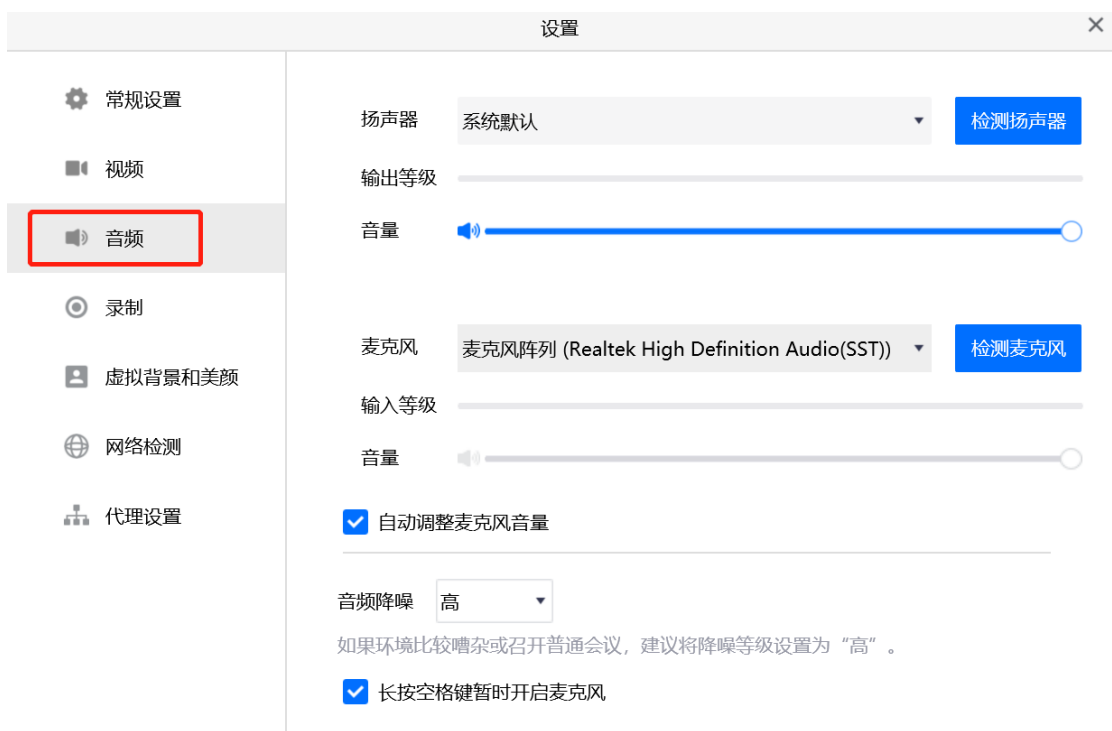 设置
常规设置
视频
音频
录制
虚拟背景和美颜
网络检测
代理设置
扬声器 系统默认 检测扬声器
输出等级
音量
麦克风 麦克风阵列 (Realtek High Definition Audio(SST)) 检测麦克风
输入等级
音量
自动调整麦克风音量
音频降噪 高
如果环境比较嘈杂或召开普通会议，建议将降噪等级设置为“高”。
长按空格键暂时开启麦克风